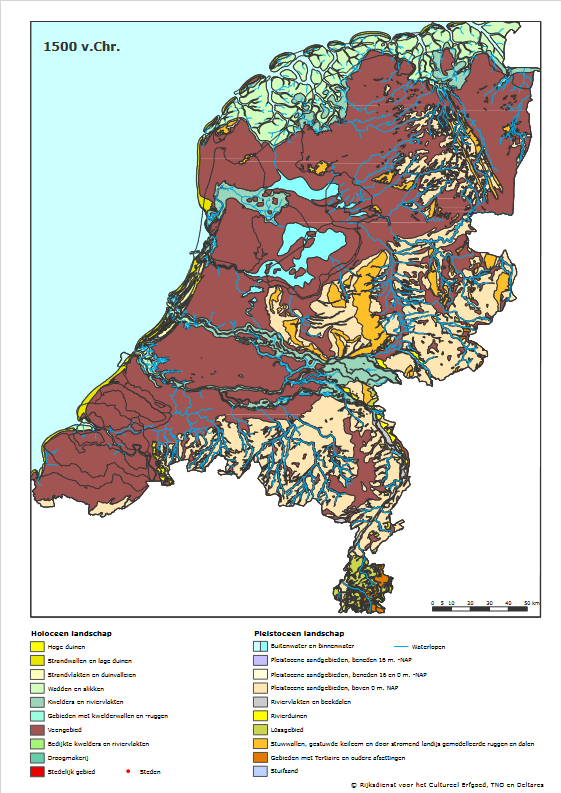 1500 v.Chr.
0 5 10 20 30 40 50 km
Holoceen landschap
Hoge duinen
Strandwallen en lage duinen
Strandvlakten en duinvalleien
Wadden en slikken
Kwelders en riviervlakten
Gebieden met kwelderwallen en -ruggen
Veengebied
Bedijkte kwelders en riviervlakten
Droogmakerij
Stedelijk gebied Steden
Pleistoceen landschap
Buitenwater en binnenwater Waterlopen
Pleistocene zandgebieden, beneden 16 m. -NAP
Pleistocene zandgebieden, beneden 16 en 0 m. -NAP
Pleistocene zandgebieden, boven 0 m. NAP
Riviervlakten en beekdalen
Rivierduinen
Lössgebied
Stuwwallen, gestuwde keileem en door stromend landijs gemodelleerde ruggen en dalen
Gebieden met Tertiaire en oudere afzettingen
Stuifzand
© Rijksdienst voor het Cultureel Erfgoed, TNO en Deltares